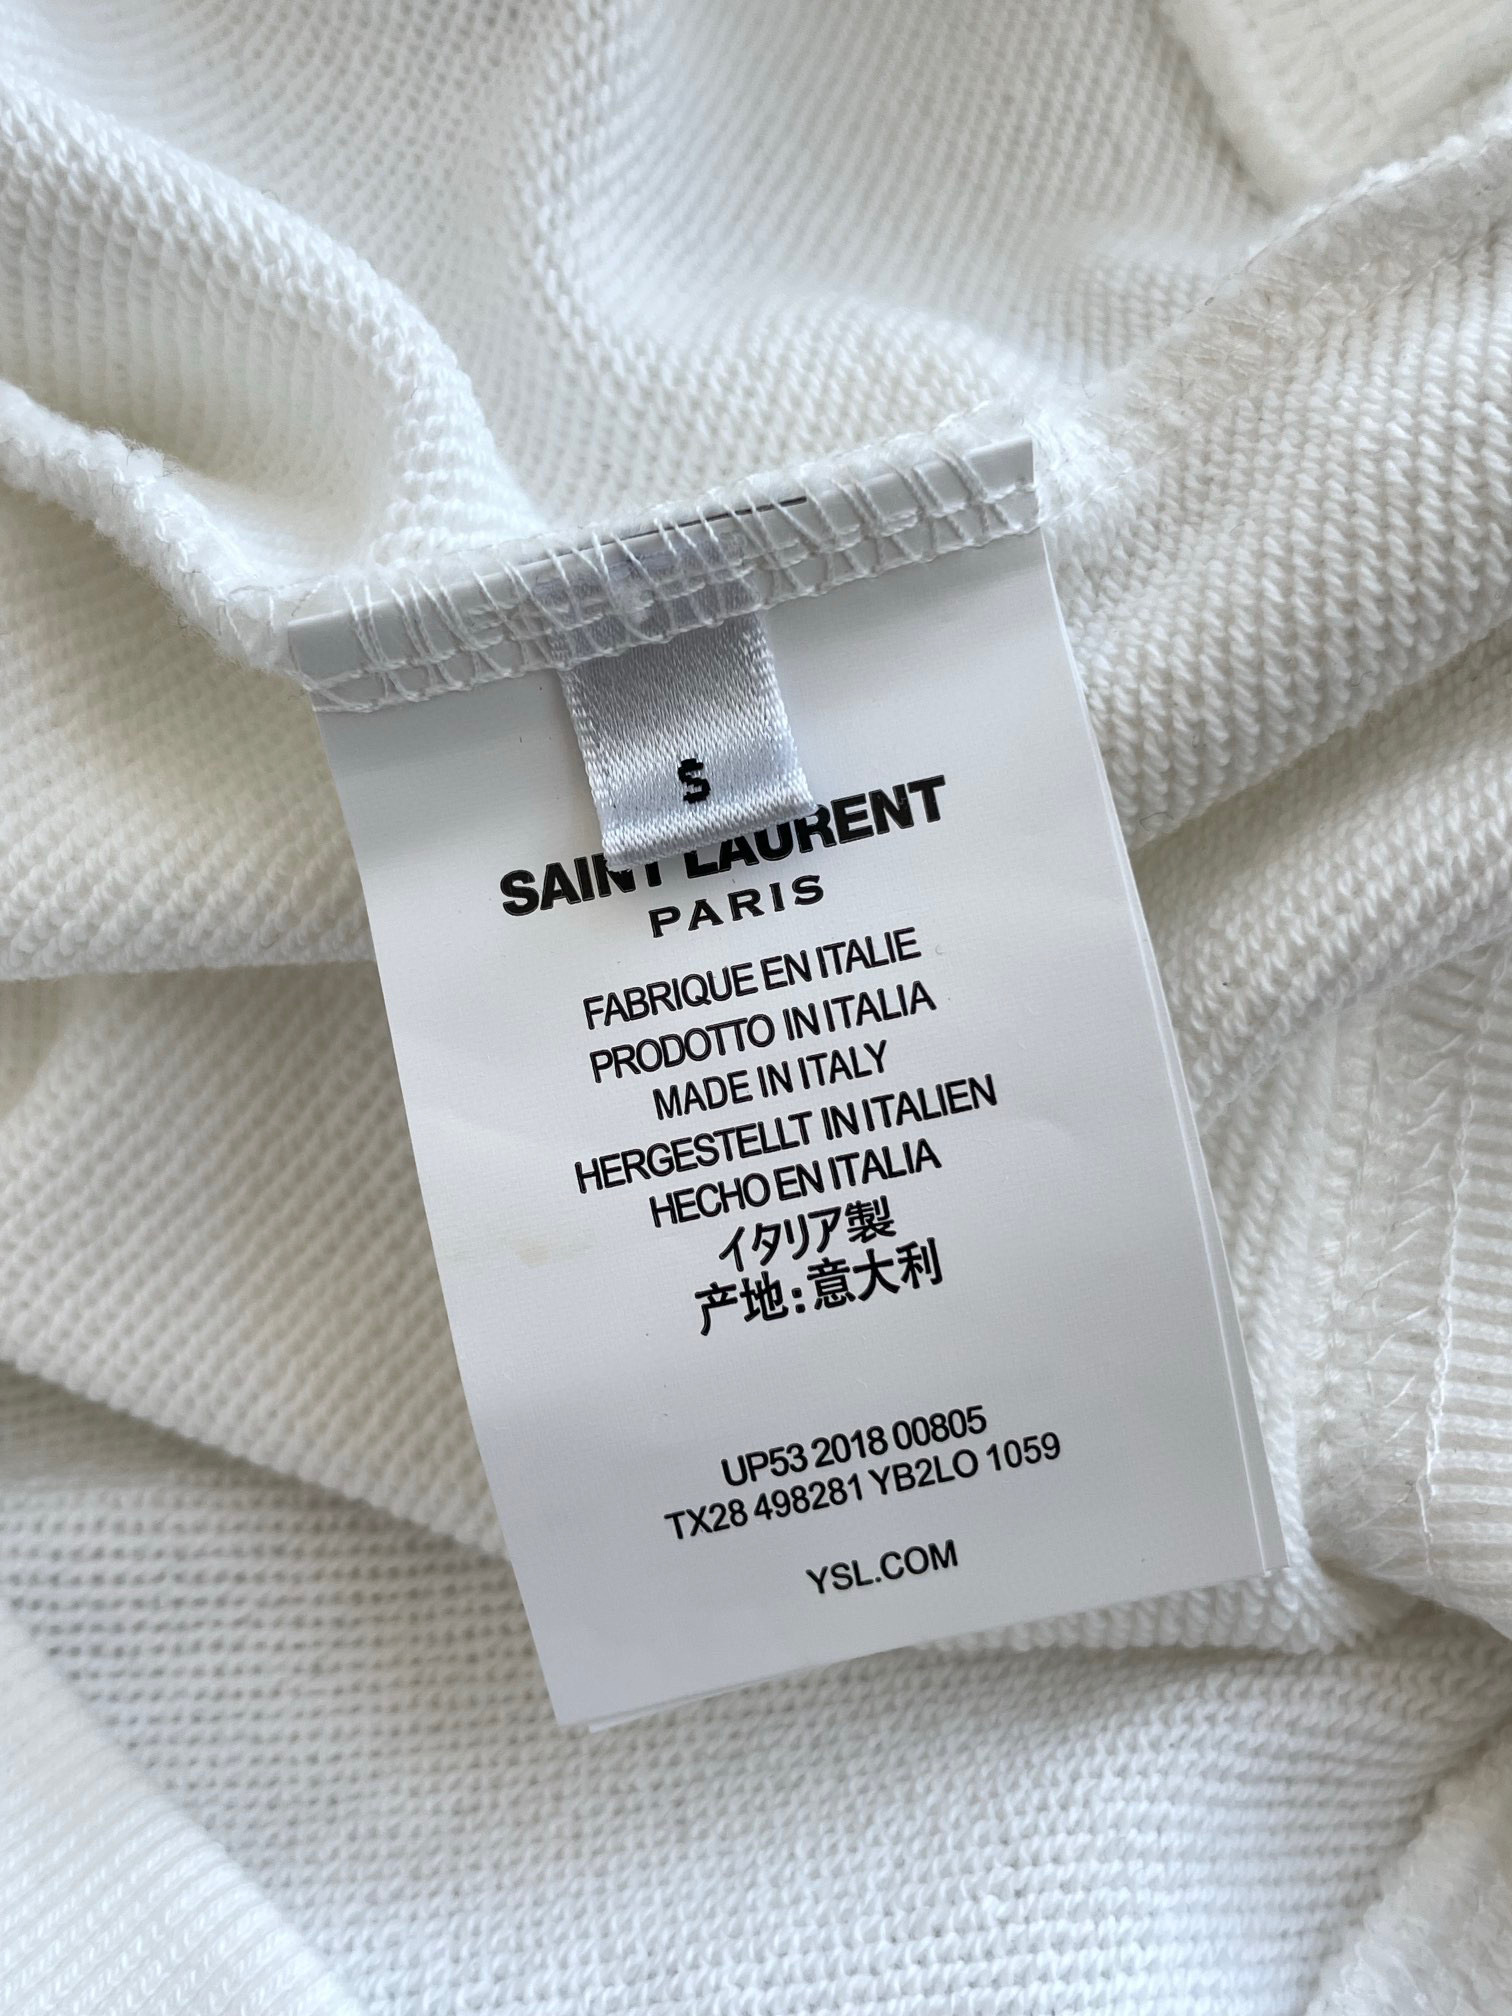 S
SAINT LAURENT
PARIS
FABRIQUE EN ITALIE
PRODOTTO IN ITALIA
MADE IN ITALY
HERGESTELLT IN ITALIEN
HECHO EN ITALIA
イタリア製
产地:意大利
UP53 2018 00805
TX28 498281 YB2LO 1059
YSL.COM